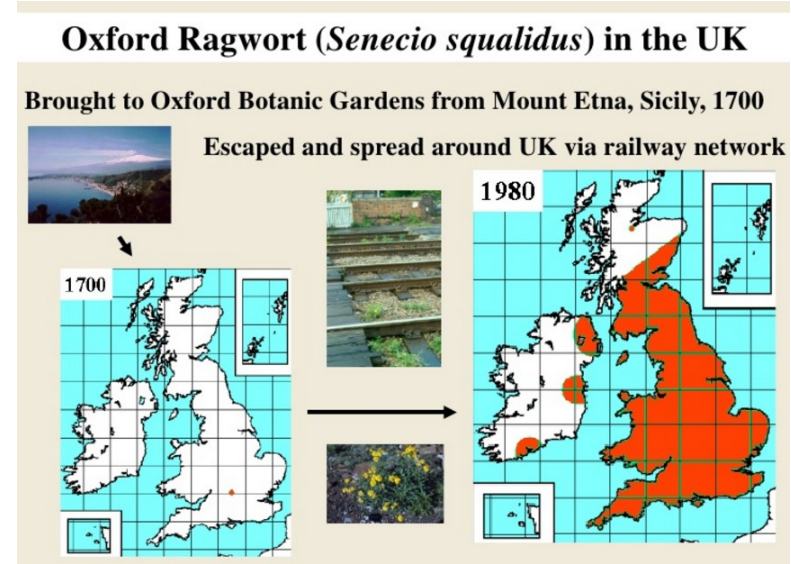 Oxford Ragwort (Senecio squalidus) in the UK
Brought to Oxford Botanic Gardens from Mount Etna, Sicily, 1700
Escaped and spread around UK via railway network
1700
1980